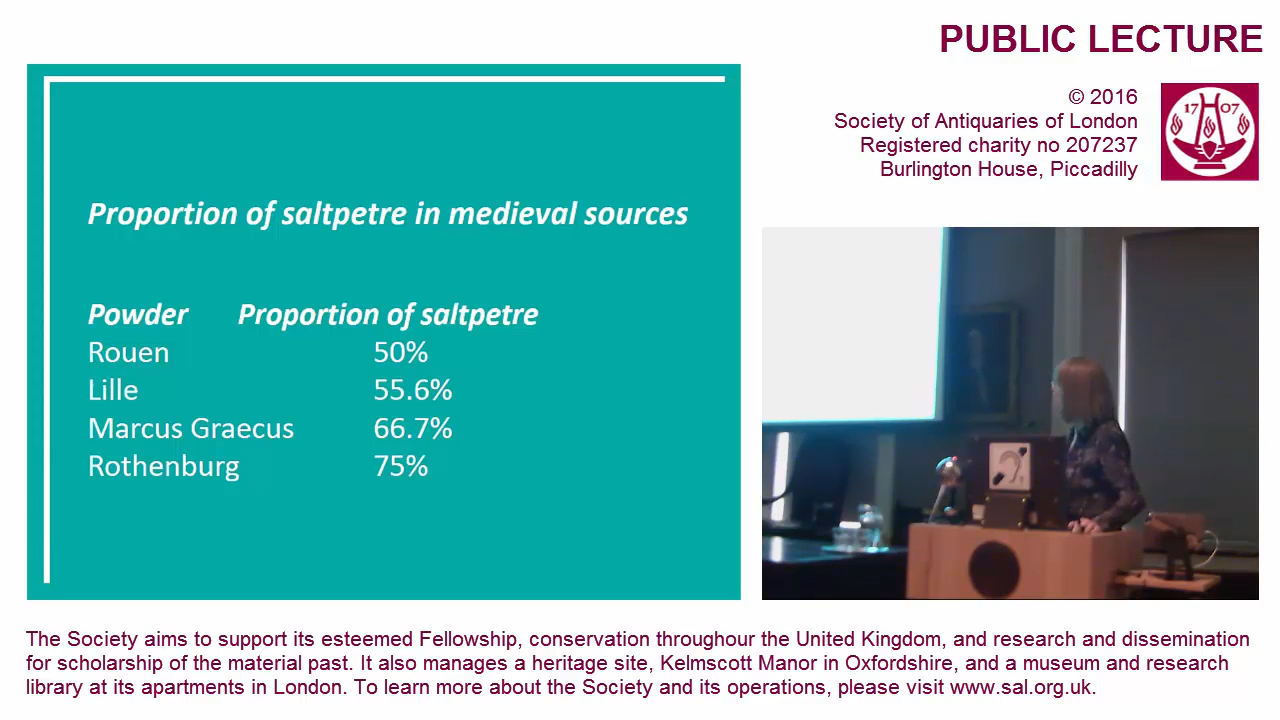 PUBLIC LECTURE
© 2016
Society of Antiquaries of London
Registered charity no 207237
Burlington House, Piccadilly
17 07
Proportion of saltpetre in medieval sources
Powder Proportion of saltpetre
Rouen 50%
Lille 55.6%
Marcus Graecus 66.7%
Rothenburg 75%
The Society aims to support its esteemed Fellowship, conservation throughour the United Kingdom, and research and dissemination
for scholarship of the material past. It also manages a heritage site, Kelmscott Manor in Oxfordshire, and a museum and research
library at its apartments in London. To learn more about the Society and its operations, please visit www.sal.org.uk.